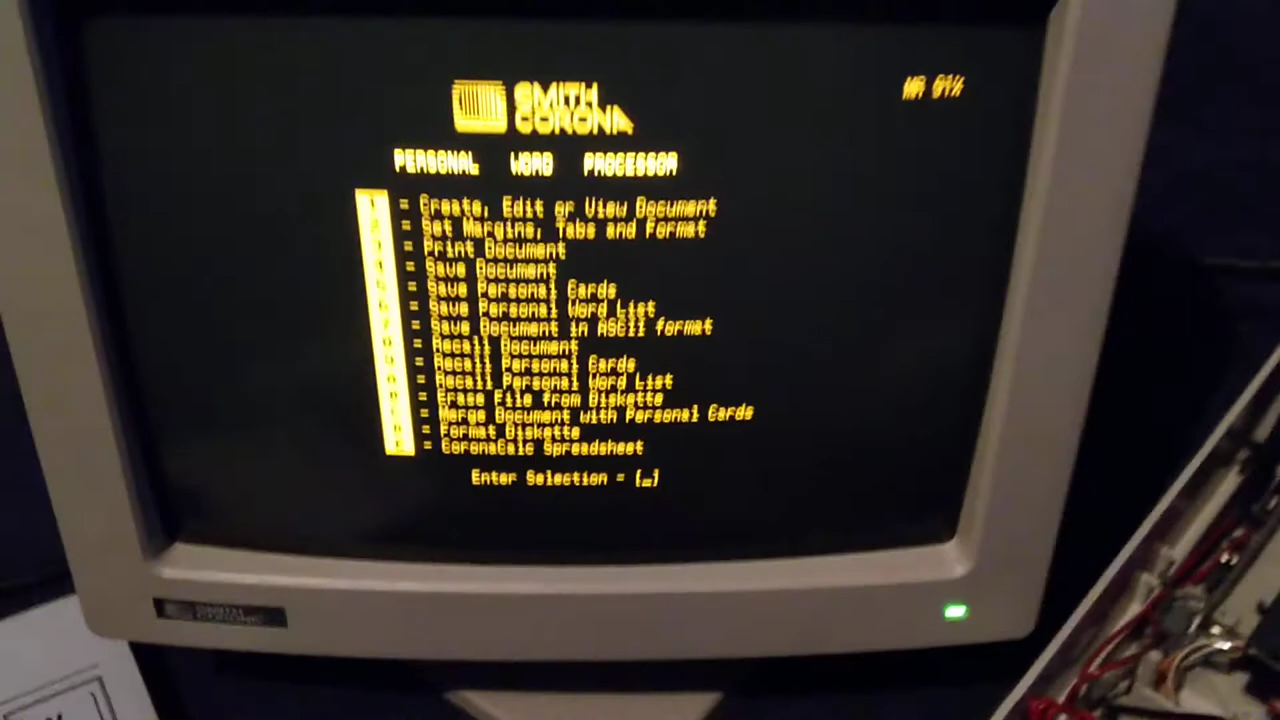 SMITH
CORONA
PERSONAL WORD PROCESSOR
= Create, Edit or View Document
= Set Margins, Tabs and Format
= Print Document
= Save Document
= Save Personal Cards
= Save Personal Word List
= Save Document in ASCII format
= Recall Document
= Recall Personal Cards
= Recall Personal Word List
= Erase File from Diskette
= Merge Document with Personal Cards
= Format Diskette
= CoronaCalc Spreadsheet
Enter Selection = [_]
SMITH
CORONA